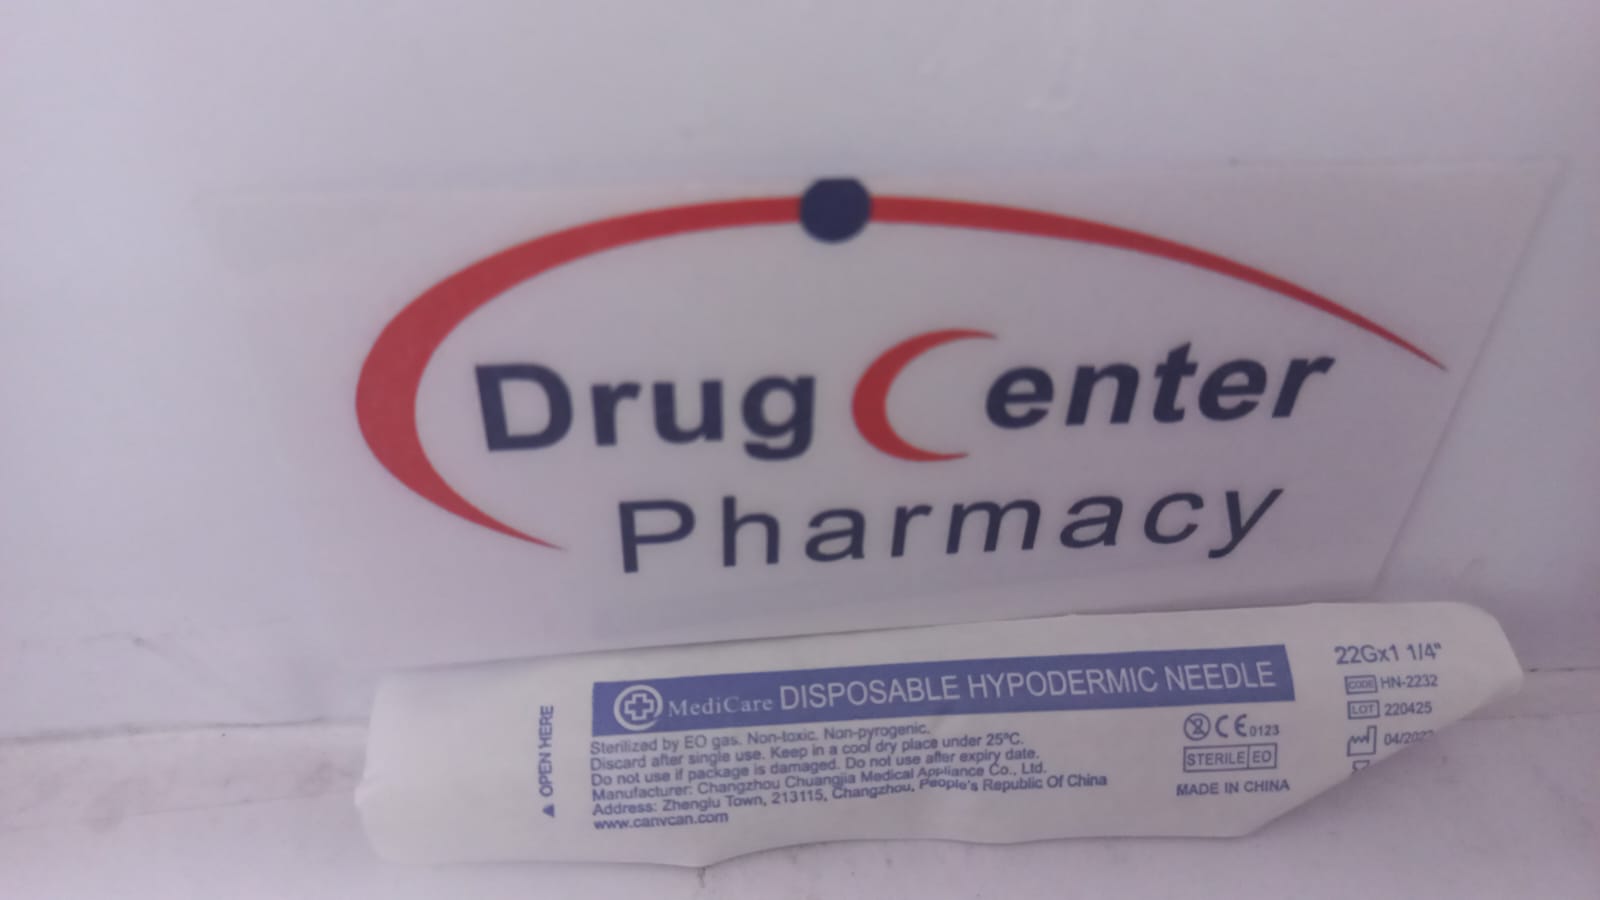 Drug Center
Pharmacy
▲ OPEN HERE
MediCare DISPOSABLE HYPODERMIC NEEDLE
Sterilized by EO gas. Non-toxic. Non-pyrogenic.
Discard after single use. Keep in a cool dry place under 25°C.
Do not use if package is damaged. Do not use after expiry date.
Manufacturer: Changzhou Chuangjia Medical Appliance Co., Ltd.
Address: Zhenglu Town, 213115, Changzhou, People's Republic Of China
www.canvcan.com
CE0123
STERILE EO
MADE IN CHINA
22Gx1 1/4"
CODE HN-2232
LOT 220425